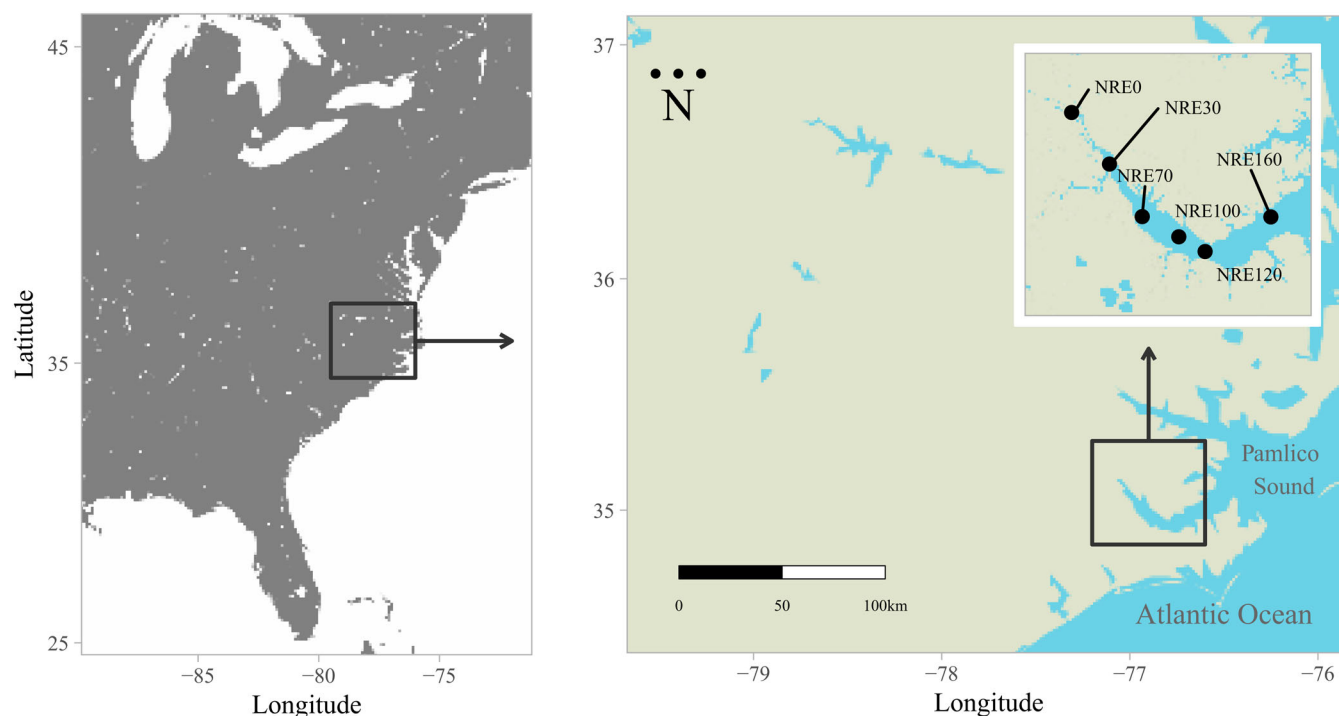 45
35
25
Latitude
−85
−80
−75
Longitude
37
36
35
N
NRE0
NRE30
NRE70
NRE160
NRE100
NRE120
Pamlico
Sound
0
50
100km
Atlantic Ocean
−79
−78
−77
−76
Longitude